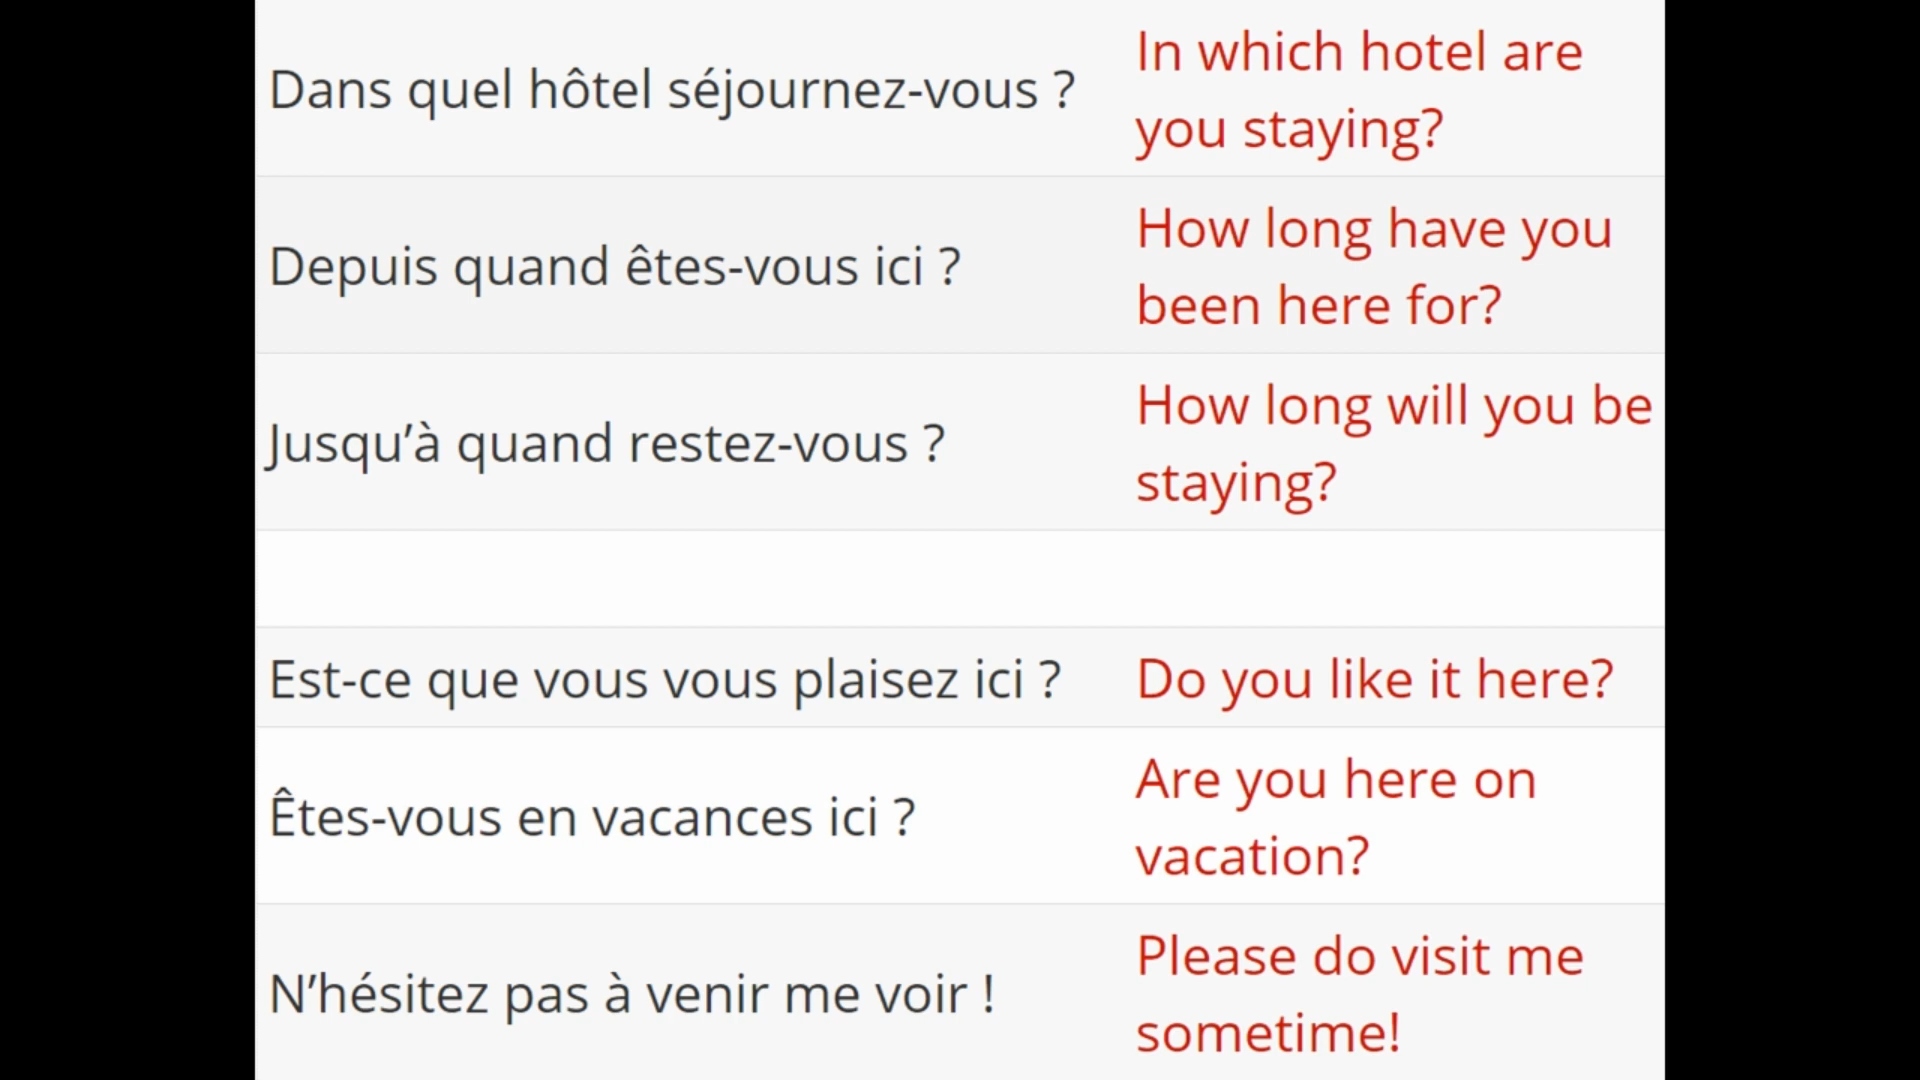 Dans quel hôtel séjournez-vous ?
In which hotel are
you staying?
Depuis quand êtes-vous ici ?
How long have you
been here for?
Jusqu’à quand restez-vous ?
How long will you be
staying?
Est-ce que vous vous plaisez ici ?
Do you like it here?
Êtes-vous en vacances ici ?
Are you here on
vacation?
N’hésitez pas à venir me voir !
Please do visit me
sometime!